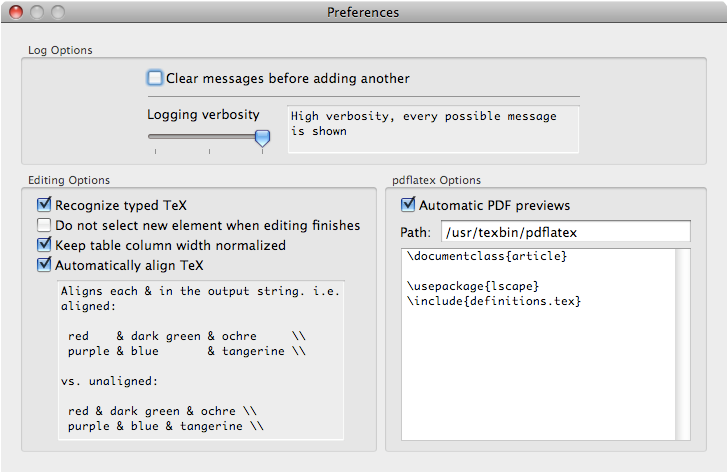 Preferences
Log Options
Clear messages before adding another
Logging verbosity
High verbosity, every possible message
is shown
Editing Options
Recognize typed TeX
Do not select new element when editing finishes
Keep table column width normalized
Automatically align TeX
Aligns each & in the output string. i.e.
aligned:
red    & dark green & ochre     \\
purple & blue       & tangerine \\
vs. unaligned:
red & dark green & ochre \\
purple & blue & tangerine \\
pdflatex Options
Automatic PDF previews
Path: /usr/texbin/pdflatex
\documentclass{article}
\usepackage{lscape}
\include{definitions.tex}